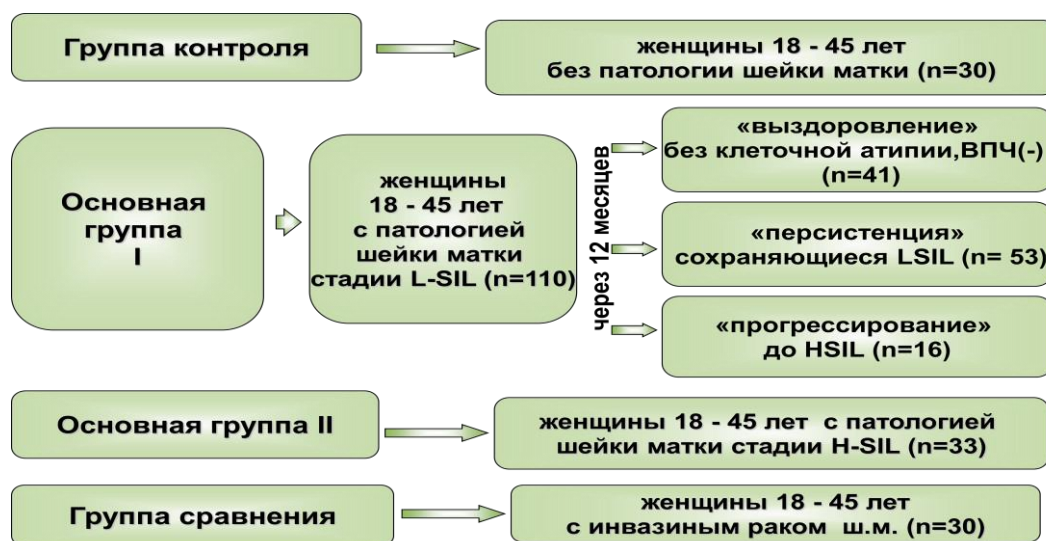 Группа контроля
женщины 18 - 45 лет
без патологии шейки матки (n=30)
Основная
группа
I
женщины
18 - 45 лет
с патологией
шейки матки
стадии L-SIL (n=110)
через 12 месяцев
«выздоровление»
без клеточной атипии,ВПЧ(-)
(n=41)
«персистенция»
сохраняющиеся LSIL (n= 53)
«прогрессирование»
до HSIL (n=16)
Основная группа II
женщины 18 - 45 лет с патологией
шейки матки стадии H-SIL (n=33)
Группа сравнения
женщины 18 - 45 лет
с инвазиным раком ш.м. (n=30)